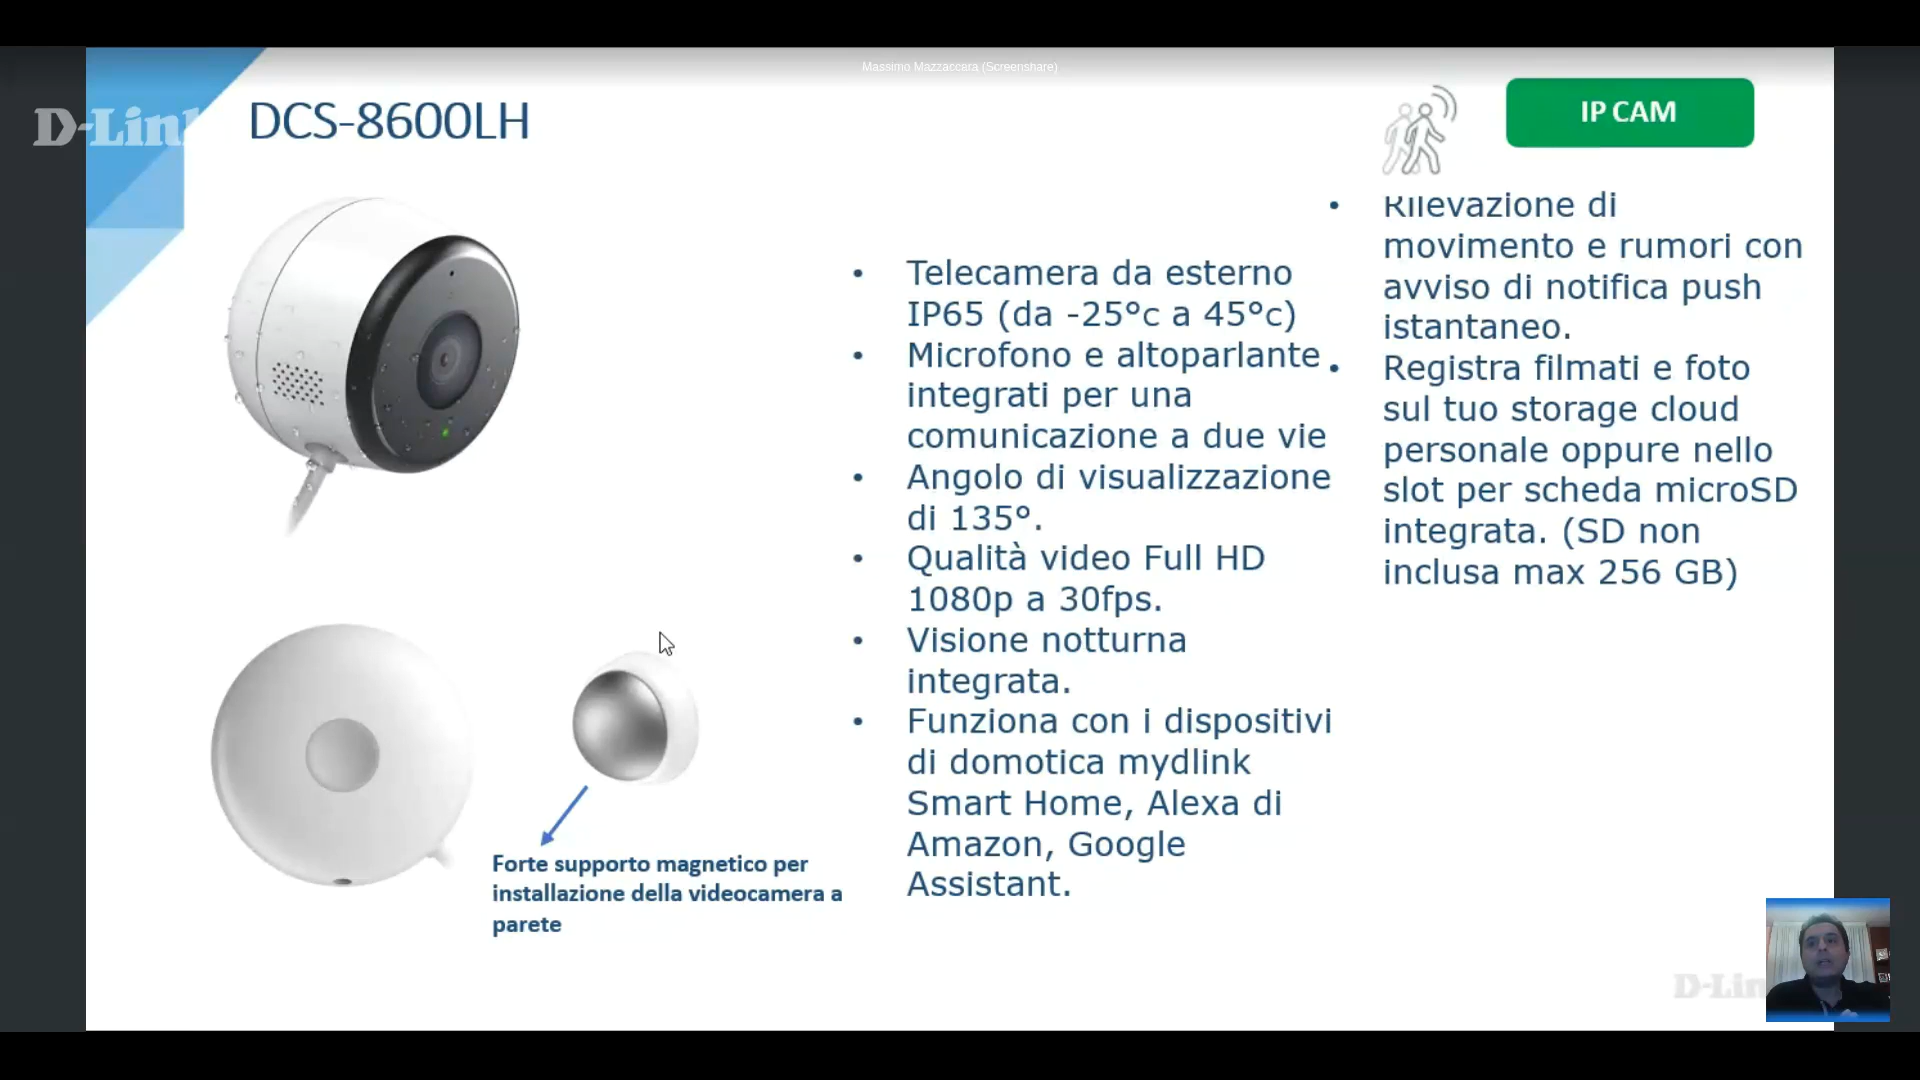 Massimo Mazzaccara (Screenshare)
D-Link
DCS-8600LH
IP CAM
• Telecamera da esterno
IP65 (da -25°c a 45°c)
• Microfono e altoparlante
integrati per una
comunicazione a due vie
• Angolo di visualizzazione
di 135°.
• Qualità video Full HD
1080p a 30fps.
• Visione notturna
integrata.
• Funziona con i dispositivi
di domotica mydlink
Smart Home, Alexa di
Amazon, Google
Assistant.
• Rilevazione di
movimento e rumori con
avviso di notifica push
istantaneo.
• Registra filmati e foto
sul tuo storage cloud
personale oppure nello
slot per scheda microSD
integrata. (SD non
inclusa max 256 GB)
Forte supporto magnetico per
installazione della videocamera a
parete
D-Lin